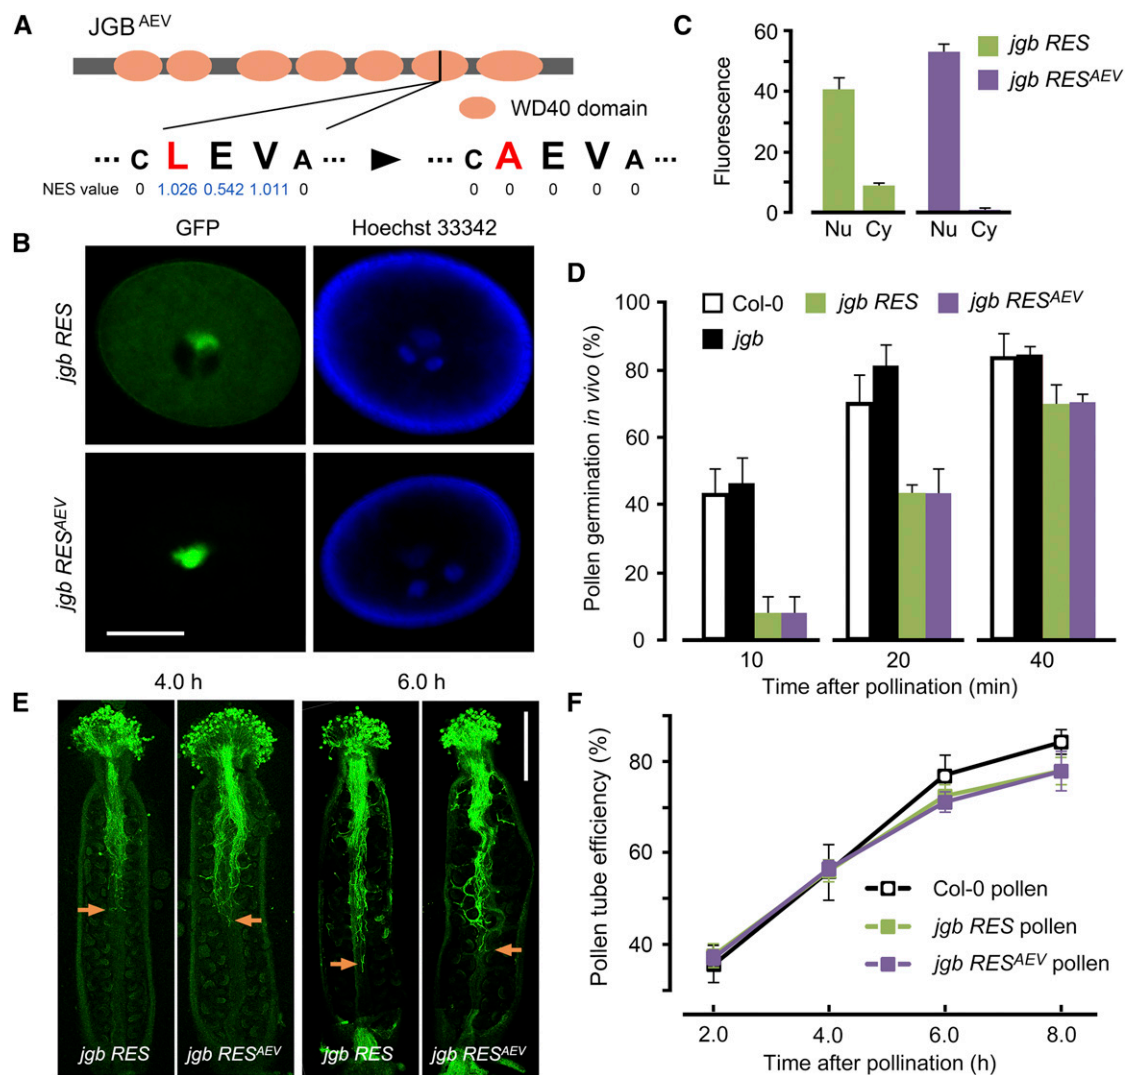 A
JGB^AEV
WD40 domain
··· C L E V A ··· ► ··· C A E V A ···
NES value 0 1.026 0.542 1.011 0 0 0 0 0 0
B
GFP
Hoechst 33342
jgb RES
jgb RES^AEV
C
60
40
20
0
Fluorescence
jgb RES
jgb RES^AEV
Nu Cy Nu Cy
D
100
80
60
40
20
0
Pollen germination in vivo (%)
Col-0
jgb RES
jgb RES^AEV
jgb
10 20 40
Time after pollination (min)
E
4.0 h
6.0 h
jgb RES
jgb RES^AEV
jgb RES
jgb RES^AEV
F
80
60
40
Pollen tube efficiency (%)
Col-0 pollen
jgb RES pollen
jgb RES^AEV pollen
2.0 4.0 6.0 8.0
Time after pollination (h)